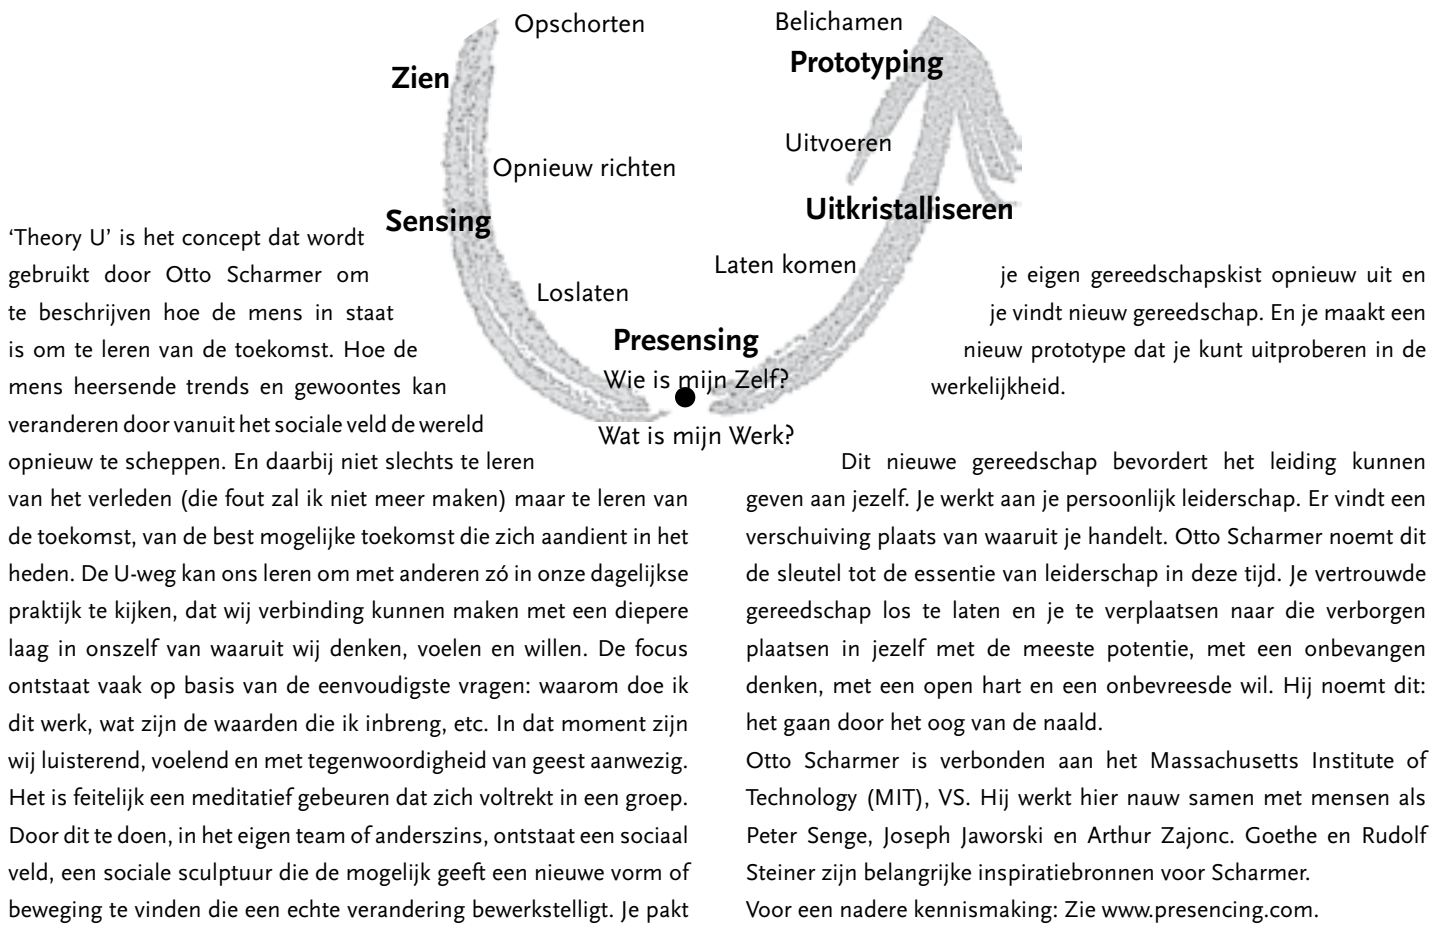 Opschorten
Belichamen
Zien
Prototyping
Uitvoeren
Opnieuw richten
Sensing
Uitkristalliseren
Laten komen
Loslaten
Presensing
Wie is mijn Zelf?
Wat is mijn Werk?
‘Theory U’ is het concept dat wordt
gebruikt door Otto Scharmer om
te beschrijven hoe de mens in staat
is om te leren van de toekomst. Hoe de
mens heersende trends en gewoontes kan
veranderen door vanuit het sociale veld de wereld
opnieuw te scheppen. En daarbij niet slechts te leren
van het verleden (die fout zal ik niet meer maken) maar te leren van
de toekomst, van de best mogelijke toekomst die zich aandient in het
heden. De U-weg kan ons leren om met anderen zó in onze dagelijkse
praktijk te kijken, dat wij verbinding kunnen maken met een diepere
laag in onszelf van waaruit wij denken, voelen en willen. De focus
ontstaat vaak op basis van de eenvoudigste vragen: waarom doe ik
dit werk, wat zijn de waarden die ik inbreng, etc. In dat moment zijn
wij luisterend, voelend en met tegenwoordigheid van geest aanwezig.
Het is feitelijk een meditatief gebeuren dat zich voltrekt in een groep.
Door dit te doen, in het eigen team of anderszins, ontstaat een sociaal
veld, een sociale sculptuur die de mogelijk geeft een nieuwe vorm of
beweging te vinden die een echte verandering bewerkstelligt. Je pakt
je eigen gereedschapskist opnieuw uit en
je vindt nieuw gereedschap. En je maakt een
nieuw prototype dat je kunt uitproberen in de
werkelijkheid.
Dit nieuwe gereedschap bevordert het leiding kunnen
geven aan jezelf. Je werkt aan je persoonlijk leiderschap. Er vindt een
verschuiving plaats van waaruit je handelt. Otto Scharmer noemt dit
de sleutel tot de essentie van leiderschap in deze tijd. Je vertrouwde
gereedschap los te laten en je te verplaatsen naar die verborgen
plaatsen in jezelf met de meeste potentie, met een onbevangen
denken, met een open hart en een onbevreesde wil. Hij noemt dit:
het gaan door het oog van de naald.
Otto Scharmer is verbonden aan het Massachusetts Institute of
Technology (MIT), VS. Hij werkt hier nauw samen met mensen als
Peter Senge, Joseph Jaworski en Arthur Zajonc. Goethe en Rudolf
Steiner zijn belangrijke inspiratiebronnen voor Scharmer.
Voor een nadere kennismaking: Zie www.presencing.com.